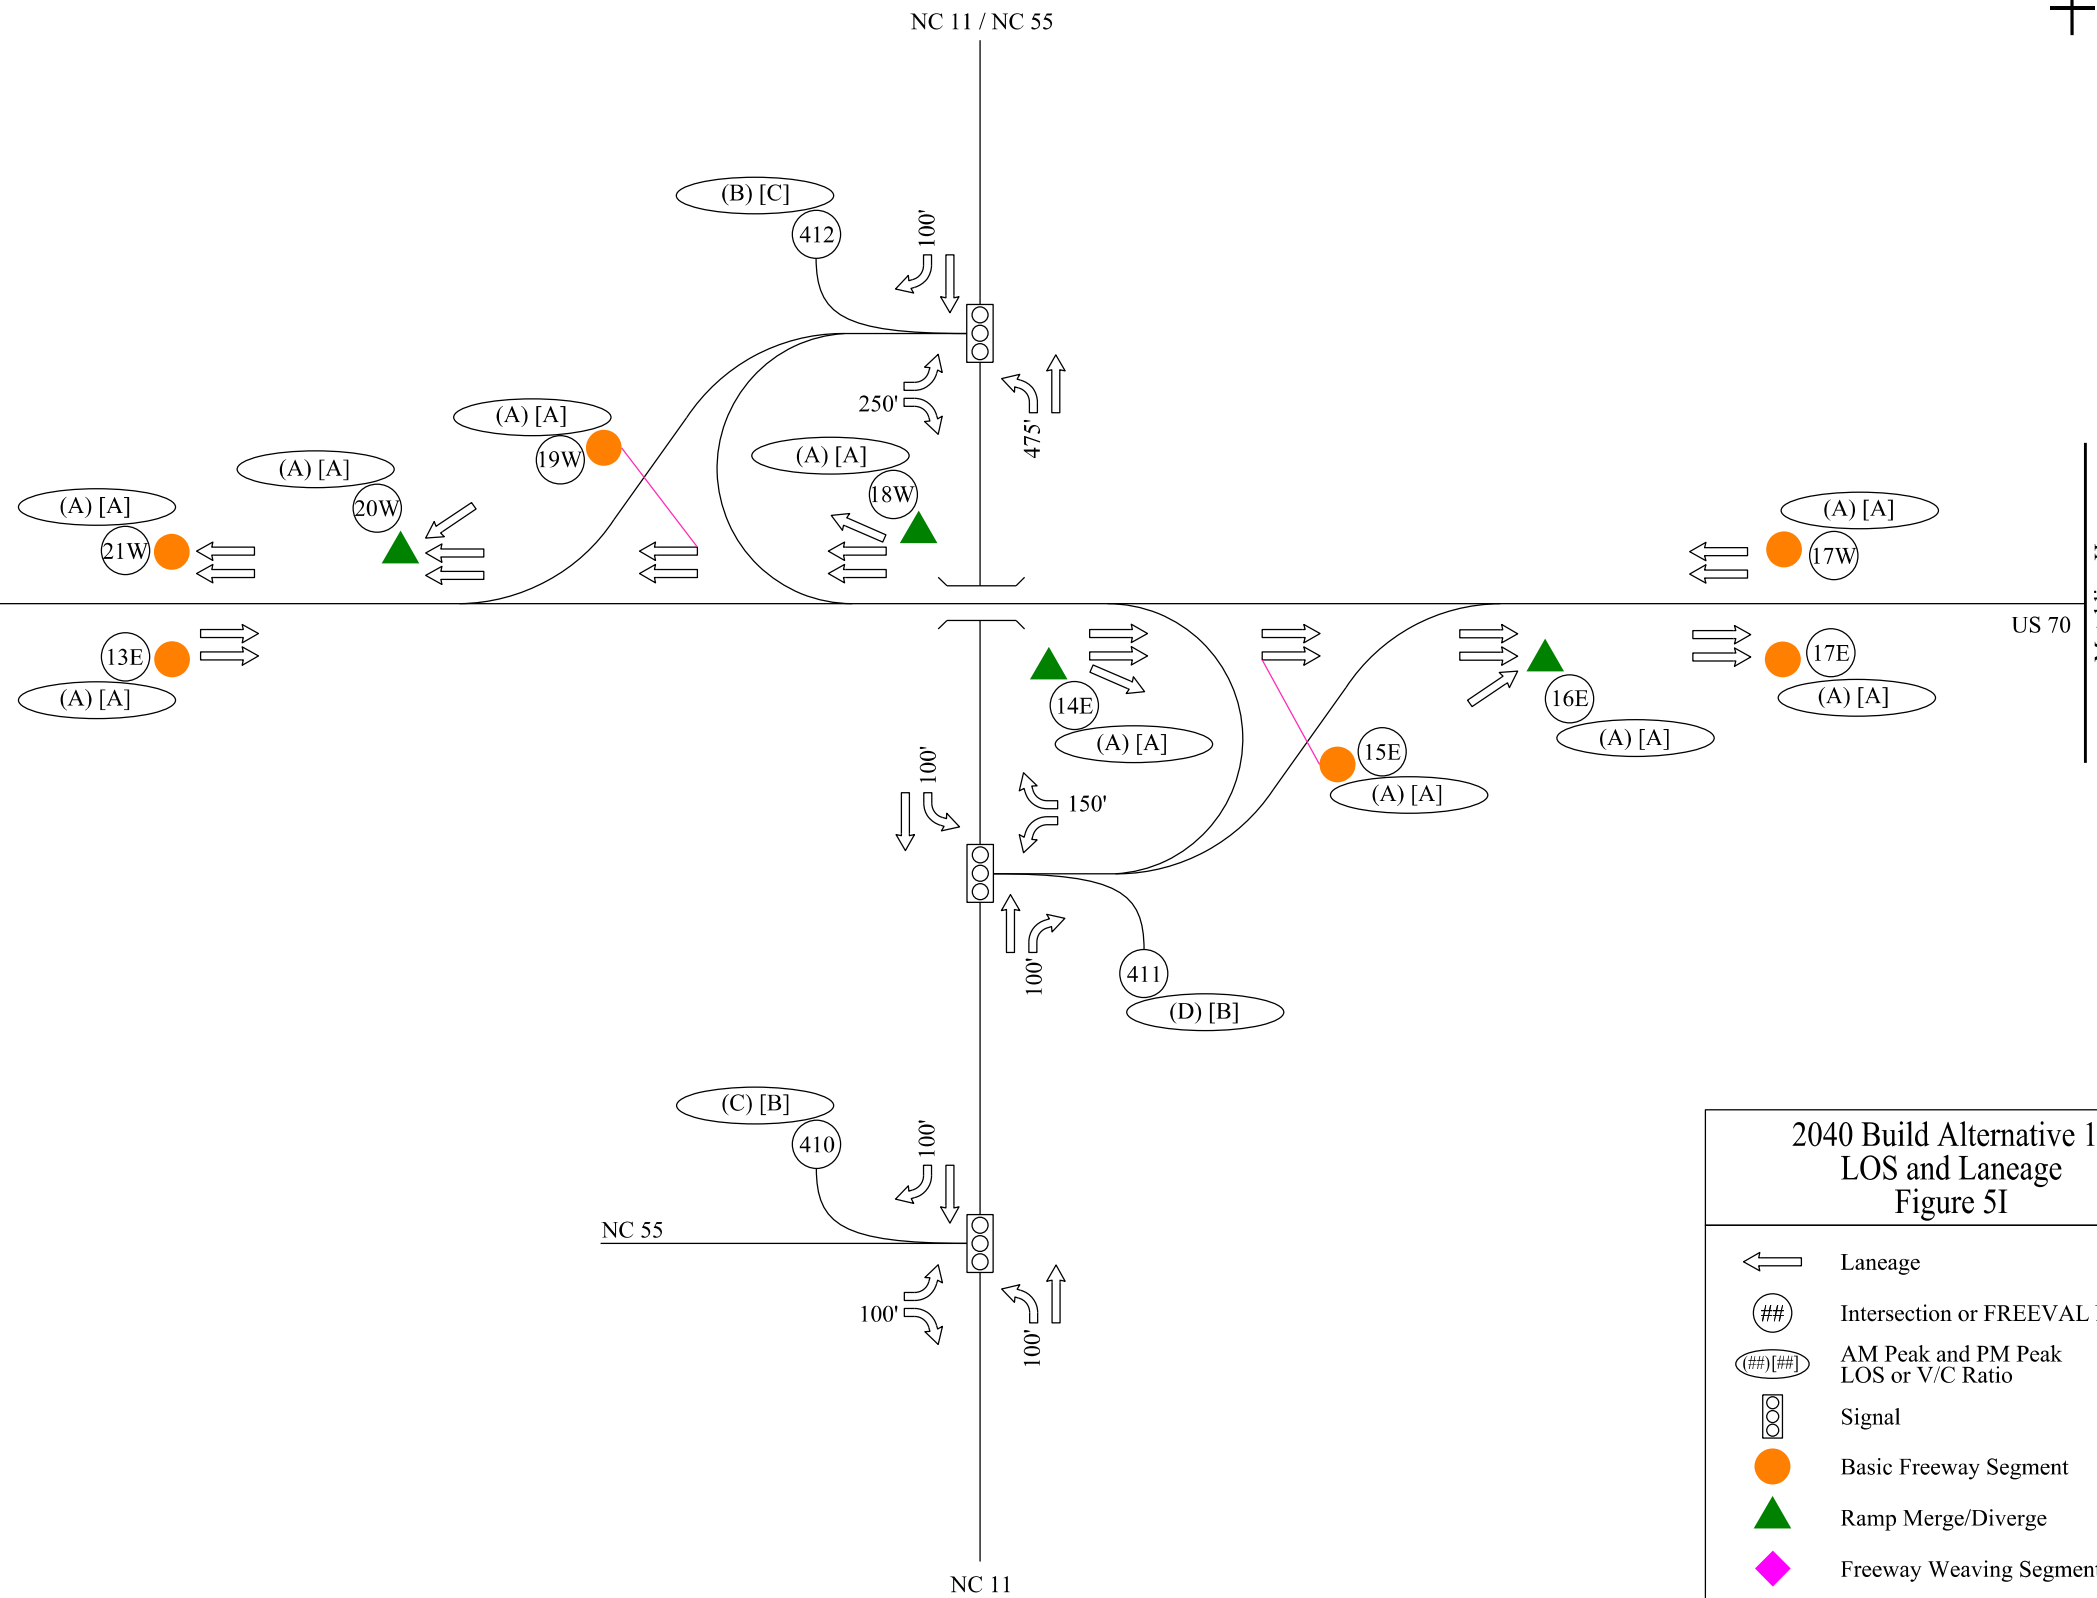 NC 11 / NC 55
(B) [C]
412
100'
250'
475'
(A) [A]
19W
(A) [A]
20W
(A) [A]
18W
(A) [A]
21W
(A) [A]
17W
US 70
13E
(A) [A]
14E
(A) [A]
15E
(A) [A]
16E
(A) [A]
17E
(A) [A]
100'
150'
100'
411
(D) [B]
(C) [B]
410
100'
NC 55
100'
100'
NC 11
2040 Build Alternative 1
LOS and Laneage
Figure 5I
Laneage
##
Intersection or FREEVAL
(##)[##]
AM Peak and PM Peak
LOS or V/C Ratio
Signal
Basic Freeway Segment
Ramp Merge/Diverge
Freeway Weaving Segment